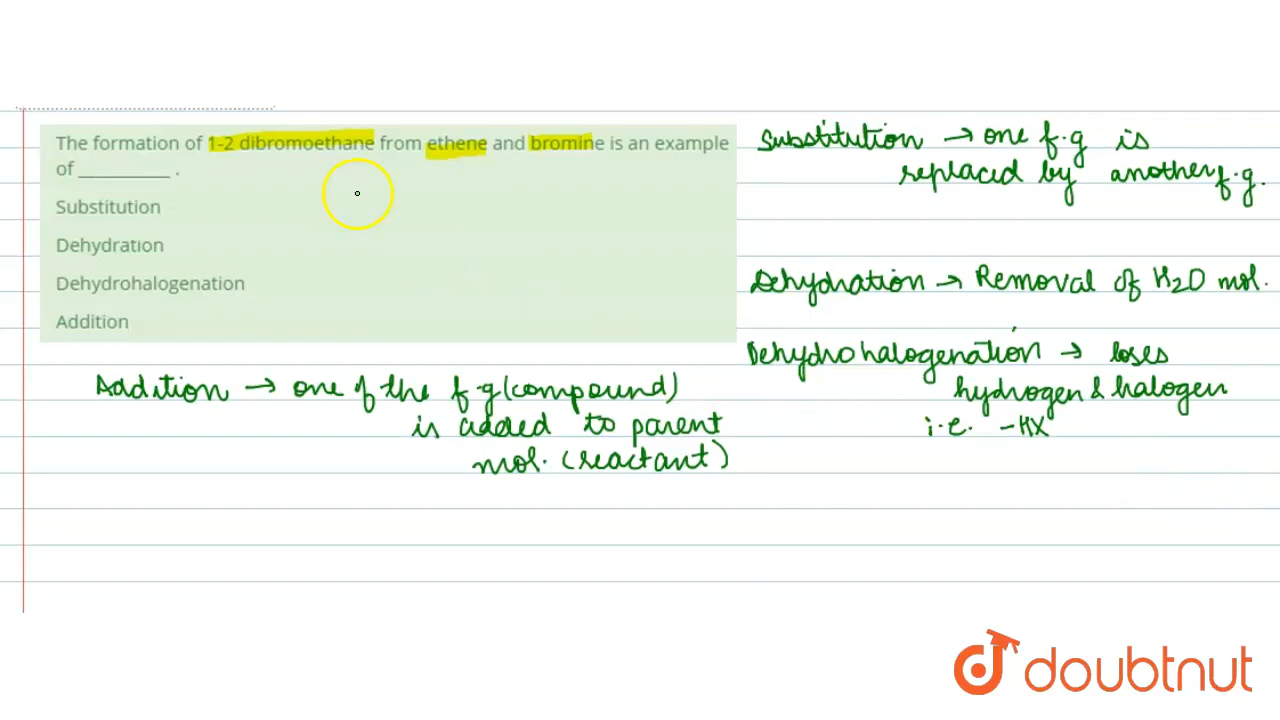 The formation of 1-2 dibromoethane from ethene and bromine is an example
of ____________ .
Substitution
Dehydration
Dehydrohalogenation
Addition
Substitution → one f.g is
replaced by another f.g.
Dehydration → Removal of H2O mol.
Dehydrohalogenation → loses
hydrogen & halogen
i.e. -HX
Addition → one of the f.g (compound)
is added to parent
mol. (reactant)
doubtnut